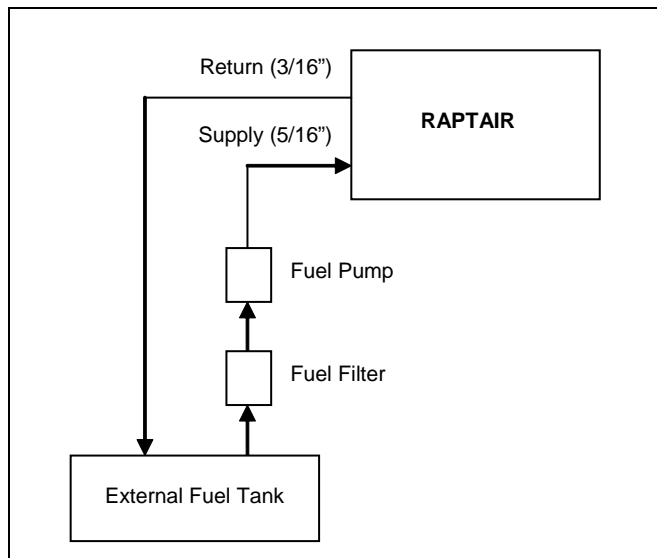 Return (3/16”)
RAPTAIR
Supply (5/16”)
Fuel Pump
Fuel Filter
External Fuel Tank